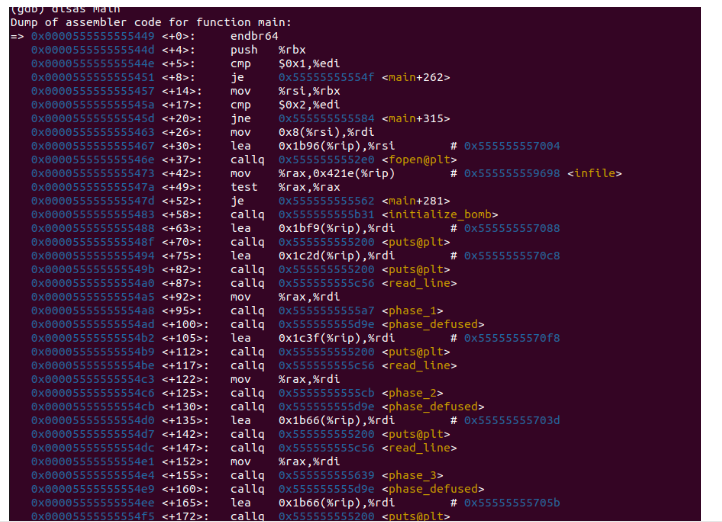 (gdb) disas main
Dump of assembler code for function main:
=> 0x0000555555555449 <+0>: endbr64
0x000055555555544d <+4>: push %rbx
0x000055555555544e <+5>: cmp $0x1,%edi
0x0000555555555451 <+8>: je 0x55555555554f <main+262>
0x0000555555555457 <+14>: mov %rsi,%rbx
0x000055555555545a <+17>: cmp $0x2,%edi
0x000055555555545d <+20>: jne 0x555555555584 <main+315>
0x0000555555555463 <+26>: mov 0x8(%rsi),%rdi
0x0000555555555467 <+30>: lea 0x1b96(%rip),%rsi # 0x555555557004
0x000055555555546e <+37>: callq 0x5555555552e0 <fopen@plt>
0x0000555555555473 <+42>: mov %rax,0x421e(%rip) # 0x555555559698 <infile>
0x000055555555547a <+49>: test %rax,%rax
0x000055555555547d <+52>: je 0x555555555562 <main+281>
0x0000555555555483 <+58>: callq 0x555555555b31 <initialize_bomb>
0x0000555555555488 <+63>: lea 0x1bf9(%rip),%rdi # 0x555555557088
0x000055555555548f <+70>: callq 0x555555555200 <puts@plt>
0x0000555555555494 <+75>: lea 0x1c2d(%rip),%rdi # 0x5555555570c8
0x000055555555549b <+82>: callq 0x555555555200 <puts@plt>
0x00005555555554a0 <+87>: callq 0x555555555c56 <read_line>
0x00005555555554a5 <+92>: mov %rax,%rdi
0x00005555555554a8 <+95>: callq 0x5555555555a7 <phase_1>
0x00005555555554ad <+100>: callq 0x555555555d9e <phase_defused>
0x00005555555554b2 <+105>: lea 0x1c3f(%rip),%rdi # 0x5555555570f8
0x00005555555554b9 <+112>: callq 0x555555555200 <puts@plt>
0x00005555555554be <+117>: callq 0x555555555c56 <read_line>
0x00005555555554c3 <+122>: mov %rax,%rdi
0x00005555555554c6 <+125>: callq 0x5555555555cb <phase_2>
0x00005555555554cb <+130>: callq 0x555555555d9e <phase_defused>
0x00005555555554d0 <+135>: lea 0x1b66(%rip),%rdi # 0x55555555703d
0x00005555555554d7 <+142>: callq 0x555555555200 <puts@plt>
0x00005555555554dc <+147>: callq 0x555555555c56 <read_line>
0x00005555555554e1 <+152>: mov %rax,%rdi
0x00005555555554e4 <+155>: callq 0x555555555639 <phase_3>
0x00005555555554e9 <+160>: callq 0x555555555d9e <phase_defused>
0x00005555555554ee <+165>: lea 0x1b66(%rip),%rdi # 0x55555555705b
0x00005555555554f5 <+172>: callq 0x555555555200 <puts@plt>